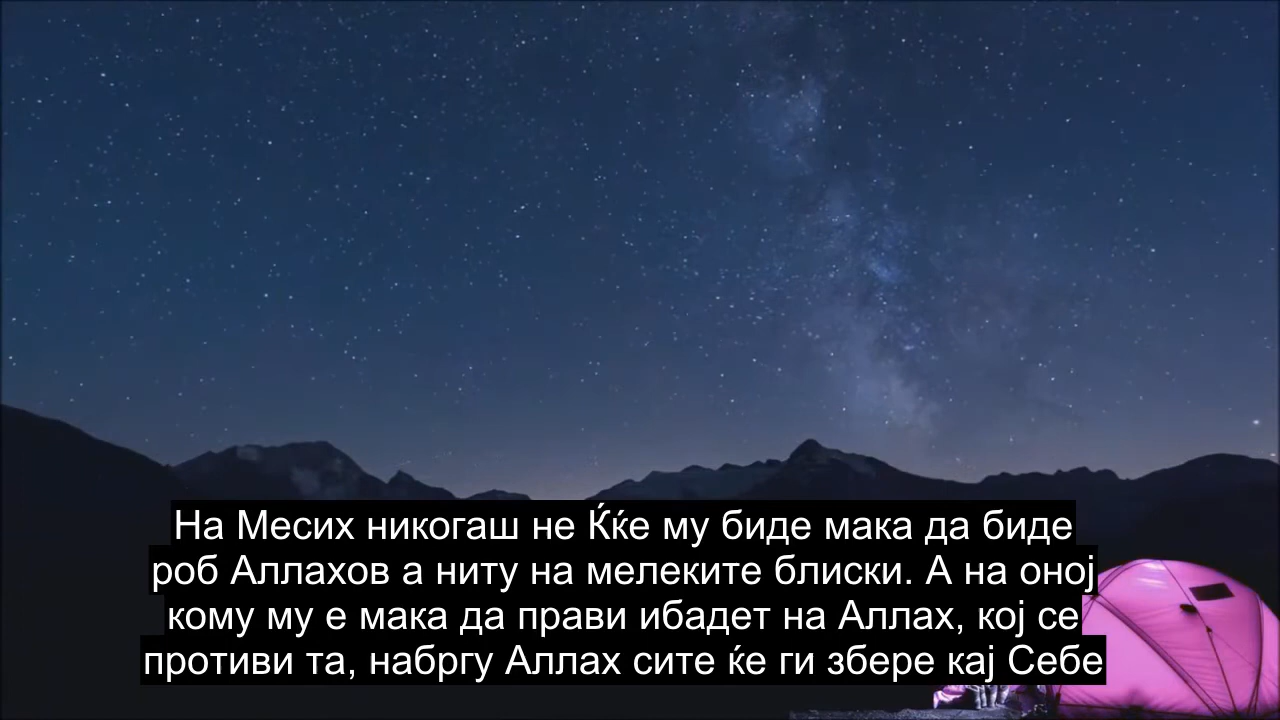 На Месих никогаш не Ќќе му биде мака да биде
роб Аллахов а ниту на мелеките блиски. А на оној
кому му е мака да прави ибадет на Аллах, кој се
противи та, набргу Аллах сите ќе ги збере кај Себе